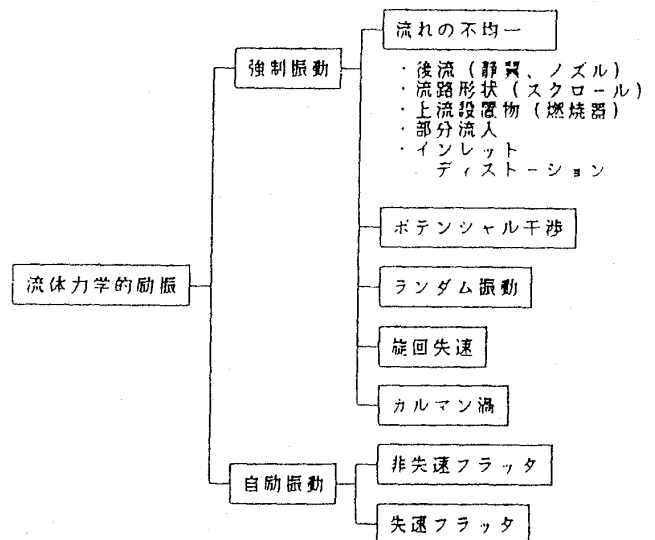 流れの不均一
強制振動
・後流（静翼、ノズル）
・流路形状（スクロール）
・上流設置物（燃焼器）
・部分流入
・インレット
ディストーション
ポテンシャル干渉
流体力学的励振
ランダム振動
旋回失速
カルマン渦
非失速フラッタ
自励振動
失速フラッタ